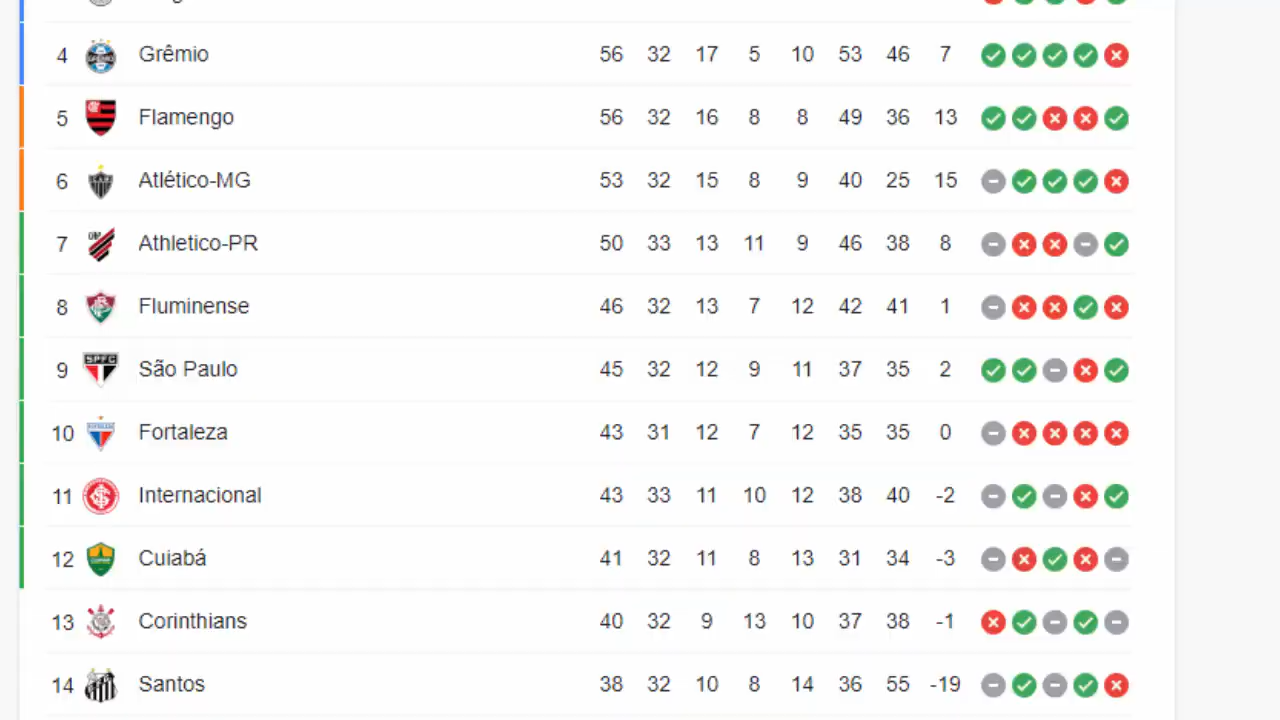 4 Grêmio 56 32 17 5 10 53 46 7
5 Flamengo 56 32 16 8 8 49 36 13
6 Atlético-MG 53 32 15 8 9 40 25 15
7 Athletico-PR 50 33 13 11 9 46 38 8
8 Fluminense 46 32 13 7 12 42 41 1
SPFC
9 São Paulo 45 32 12 9 11 37 35 2
10 Fortaleza 43 31 12 7 12 35 35 0
11 Internacional 43 33 11 10 12 38 40 -2
12 Cuiabá 41 32 11 8 13 31 34 -3
13 Corinthians 40 32 9 13 10 37 38 -1
14 Santos 38 32 10 8 14 36 55 -19